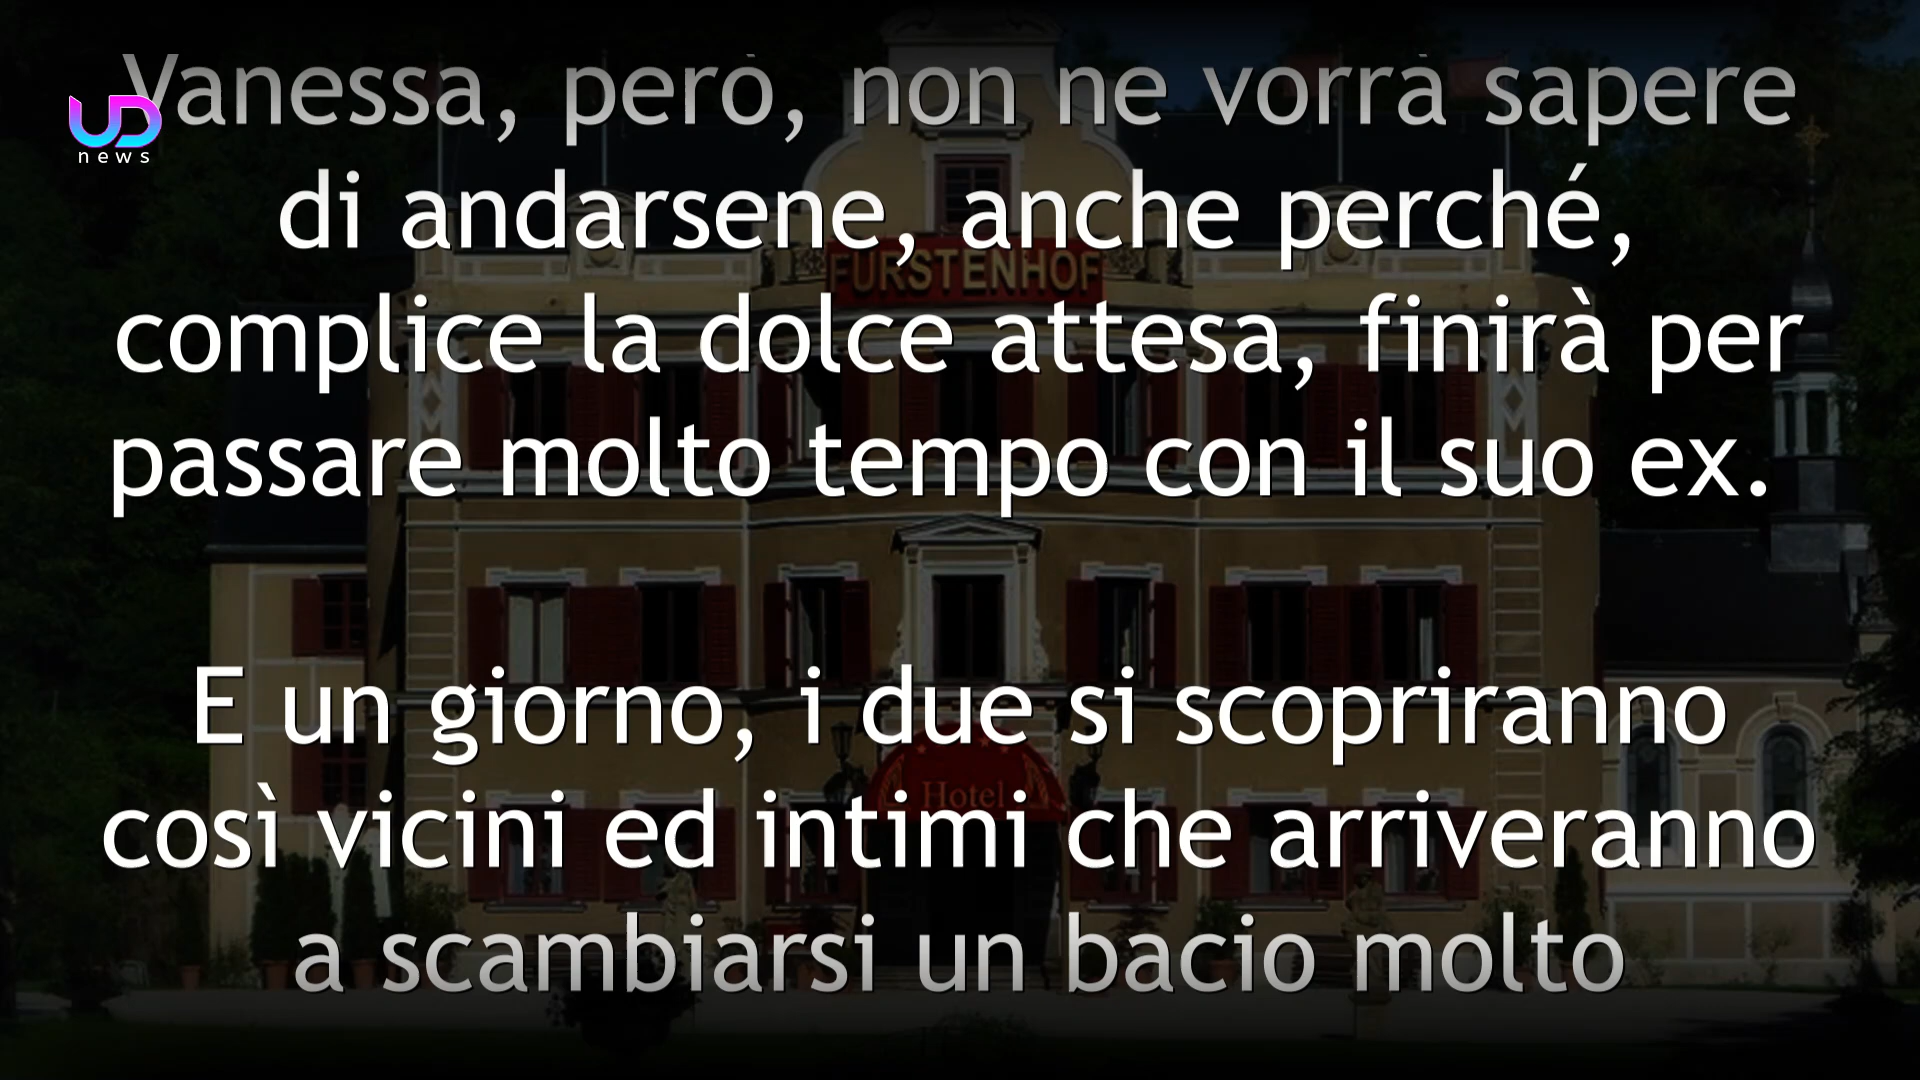 Vanessa, però, non ne vorrà sapere
UD
news
di andarsene, anche perché,
FÜRSTENHOF
complice la dolce attesa, finirà per
passare molto tempo con il suo ex.
E un giorno, i due si scopriranno
Hotel
così vicini ed intimi che arriveranno
a scambiarsi un bacio molto